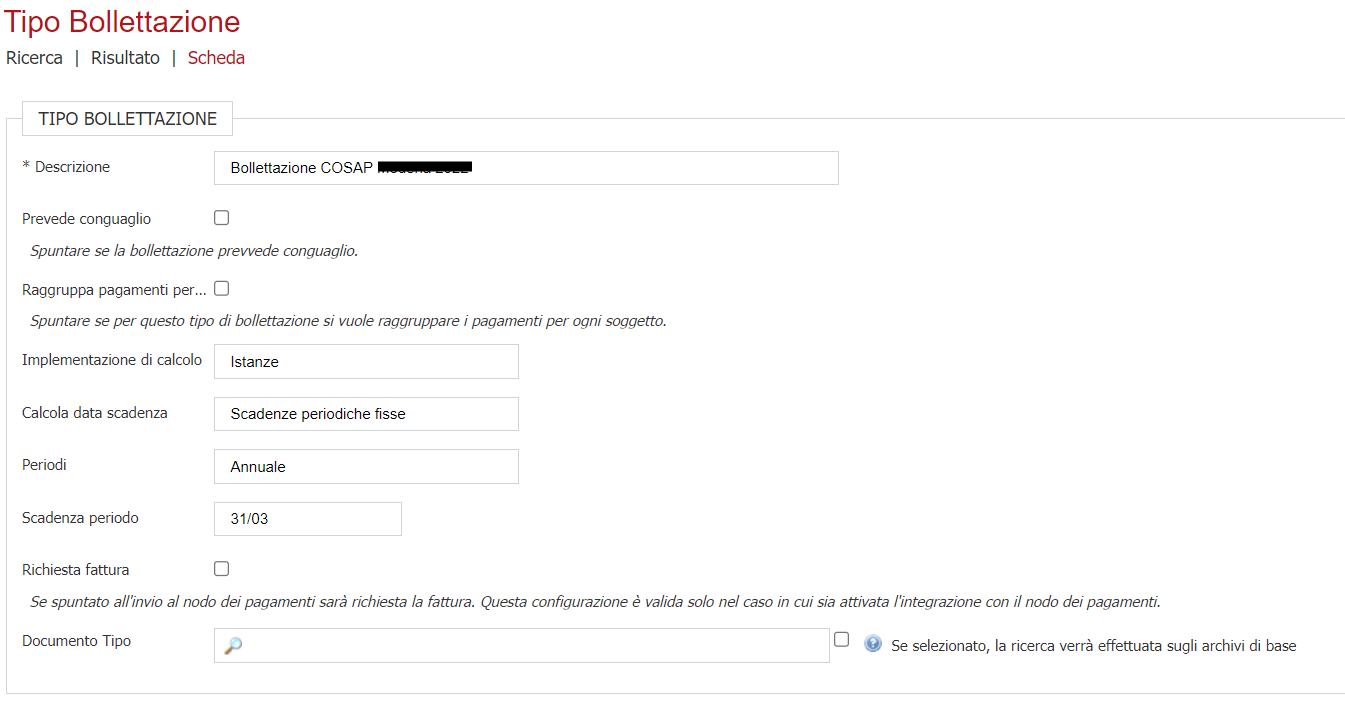 Tipo Bollettazione
Ricerca | Risultato | Scheda
TIPO BOLLETTAZIONE
* Descrizione Bollettazione COSAP
Prevede conguaglio
Spuntare se la bollettazione prevvede conguaglio.
Raggruppa pagamenti per...
Spuntare se per questo tipo di bollettazione si vuole raggruppare i pagamenti per ogni soggetto.
Implementazione di calcolo Istanze
Calcola data scadenza Scadenze periodiche fisse
Periodi Annuale
Scadenza periodo 31/03
Richiesta fattura
Se spuntato all'invio al nodo dei pagamenti sarà richiesta la fattura. Questa configurazione è valida solo nel caso in cui sia attivata l'integrazione con il nodo dei pagamenti.
Documento Tipo ? Se selezionato, la ricerca verrà effettuata sugli archivi di base